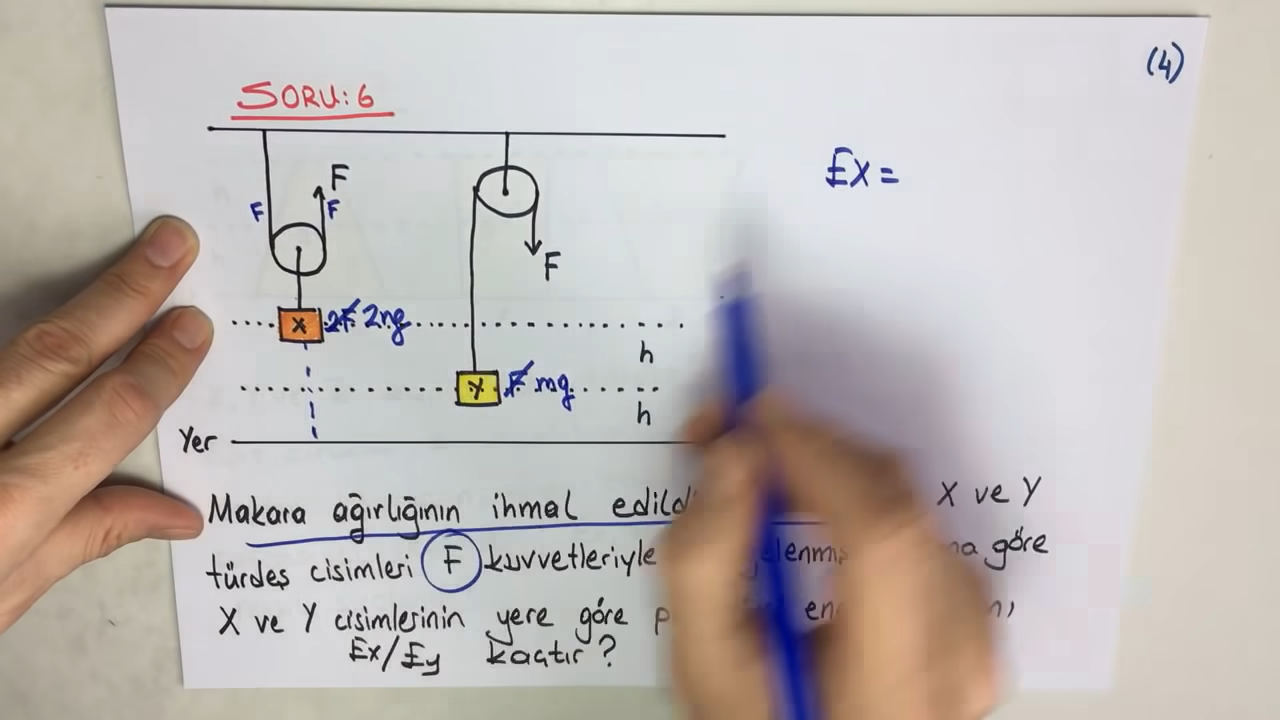 (4)
SORU: 6
Ex =
F
F
F
F
X 2F 2mg
h
Y F mg
h
Yer
Makara ağırlığının ihmal X ve Y
türdeş cisimleri F kuvvetleriyle göre
X ve Y cisimlerinin yere göre
Ex/Ey kaçtır?